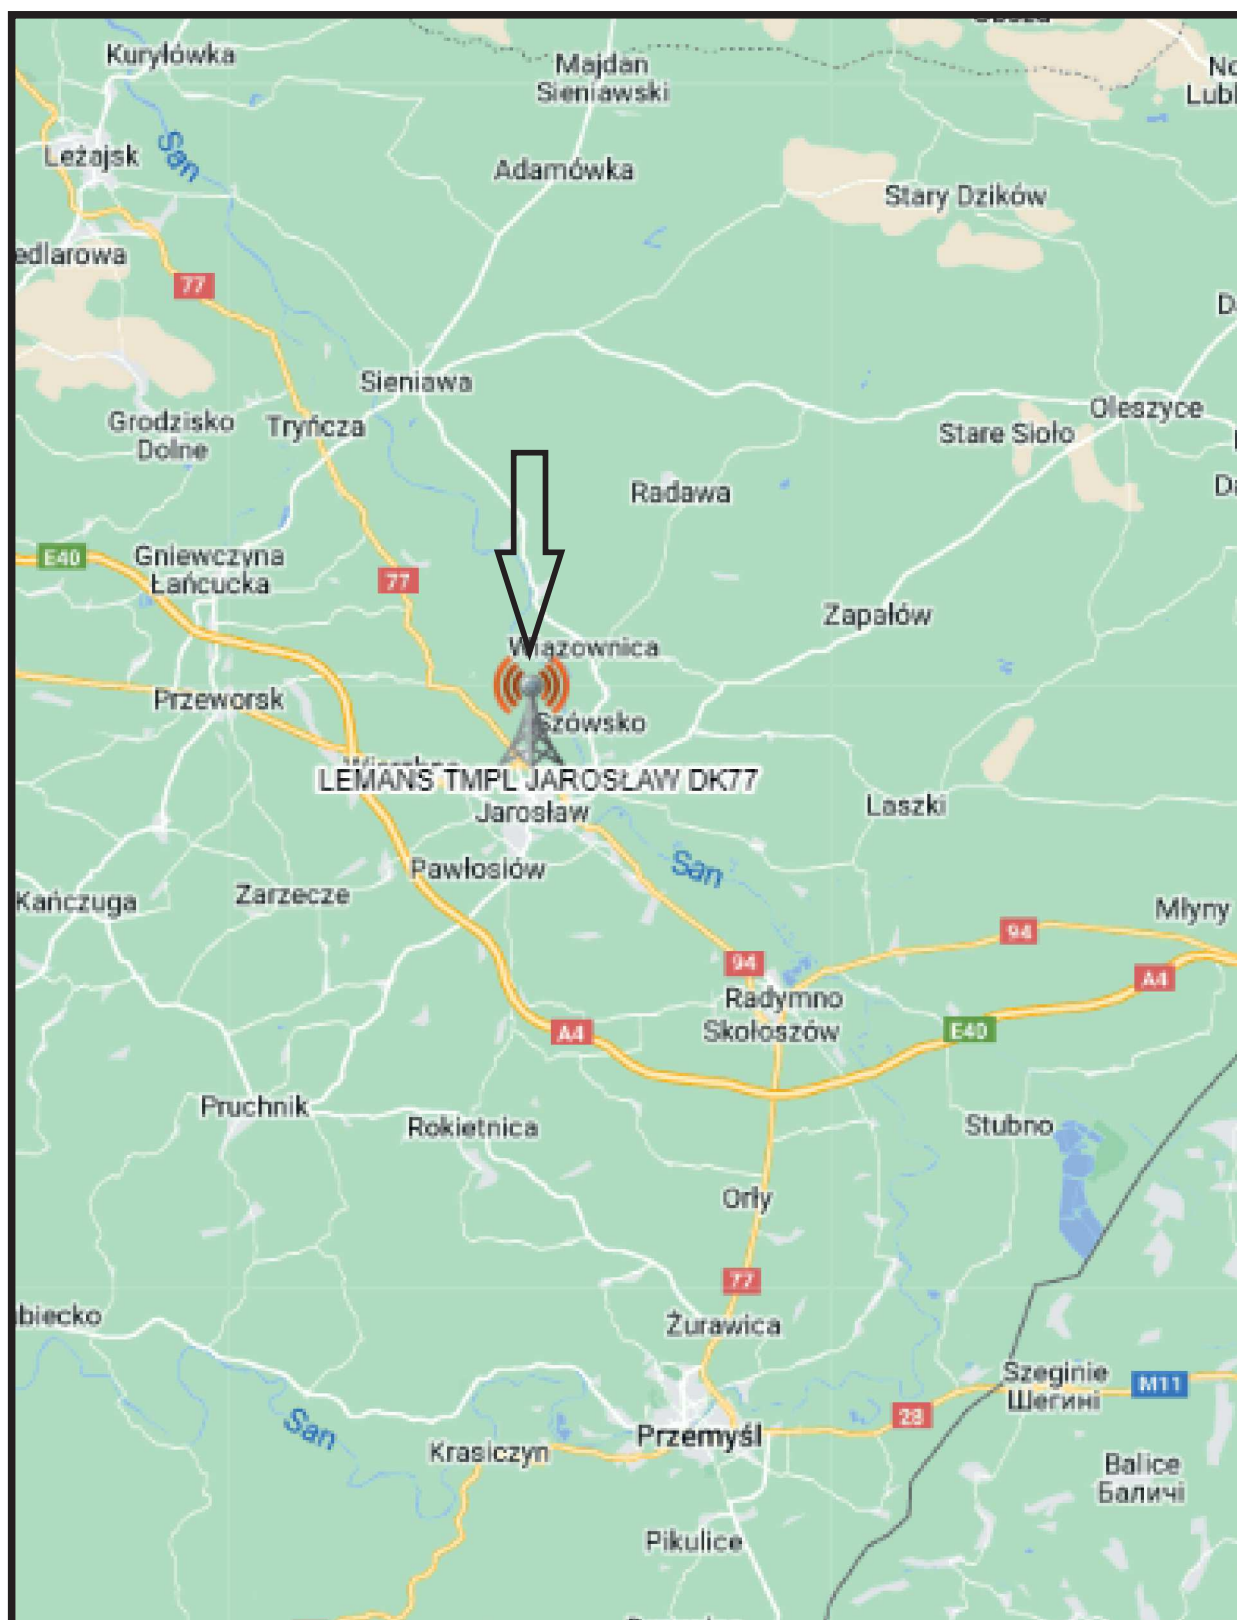 Kuryłówka
Majdan
Sieniawski
San
Leżajsk
Adamówka
Stary Dzików
edlarowa
77
Sieniawa
Oleszyce
Grodzisko
Dolne
Tryńcza
Stare Sioło
Radawa
E40
Gniewczyna
Łańcucka
77
Zapałów
Wiązownica
Przeworsk
Szówsko
LEMANS TMPL JAROSŁAW DK77
Jarosław
Laszki
Pawłosiów
San
Kańczuga
Zarzecze
Młyny
94
94
A4
Radymno
Skołoszów
A4
E40
Pruchnik
Rokietnica
Stubno
Orły
77
biecko
Żurawica
Szeginie
Шегині
M11
28
San
Przemyśl
Krasiczyn
Balice
Баличі
Pikulice